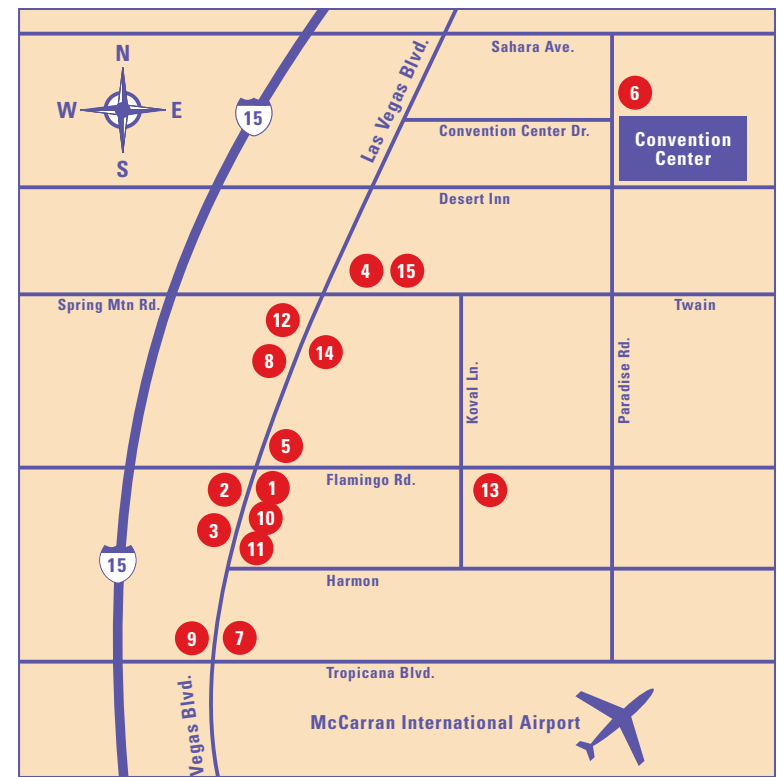 Sahara Ave.
Las Vegas Blvd.
N
W E
S
15
6
Convention Center Dr.
Convention
Center
Desert Inn
4 15
Spring Mtn Rd.
Twain
12
14
8
Koval Ln.
Paradise Rd.
5
Flamingo Rd.
2 1
13
10
3
11
15
Harmon
9 7
Tropicana Blvd.
Vegas Blvd.
McCarran International Airport